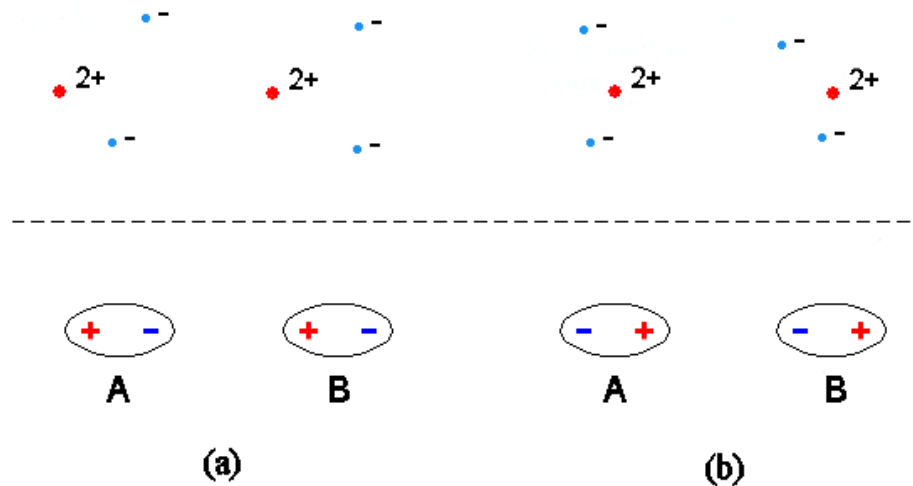 - - - -
2+ 2+ 2+ 2+
- - - -
+ - + - - + - +
A B A B
(a) (b)